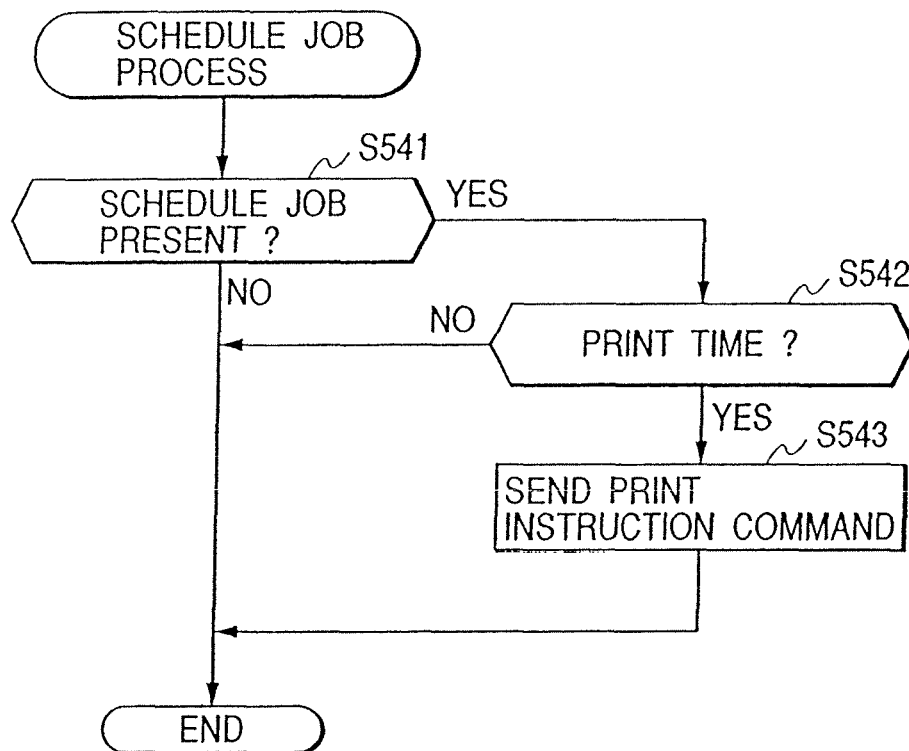 SCHEDULE JOB
PROCESS
S541
SCHEDULE JOB
PRESENT ?
YES
NO
S542
NO
PRINT TIME ?
YES
S543
SEND PRINT
INSTRUCTION COMMAND
END